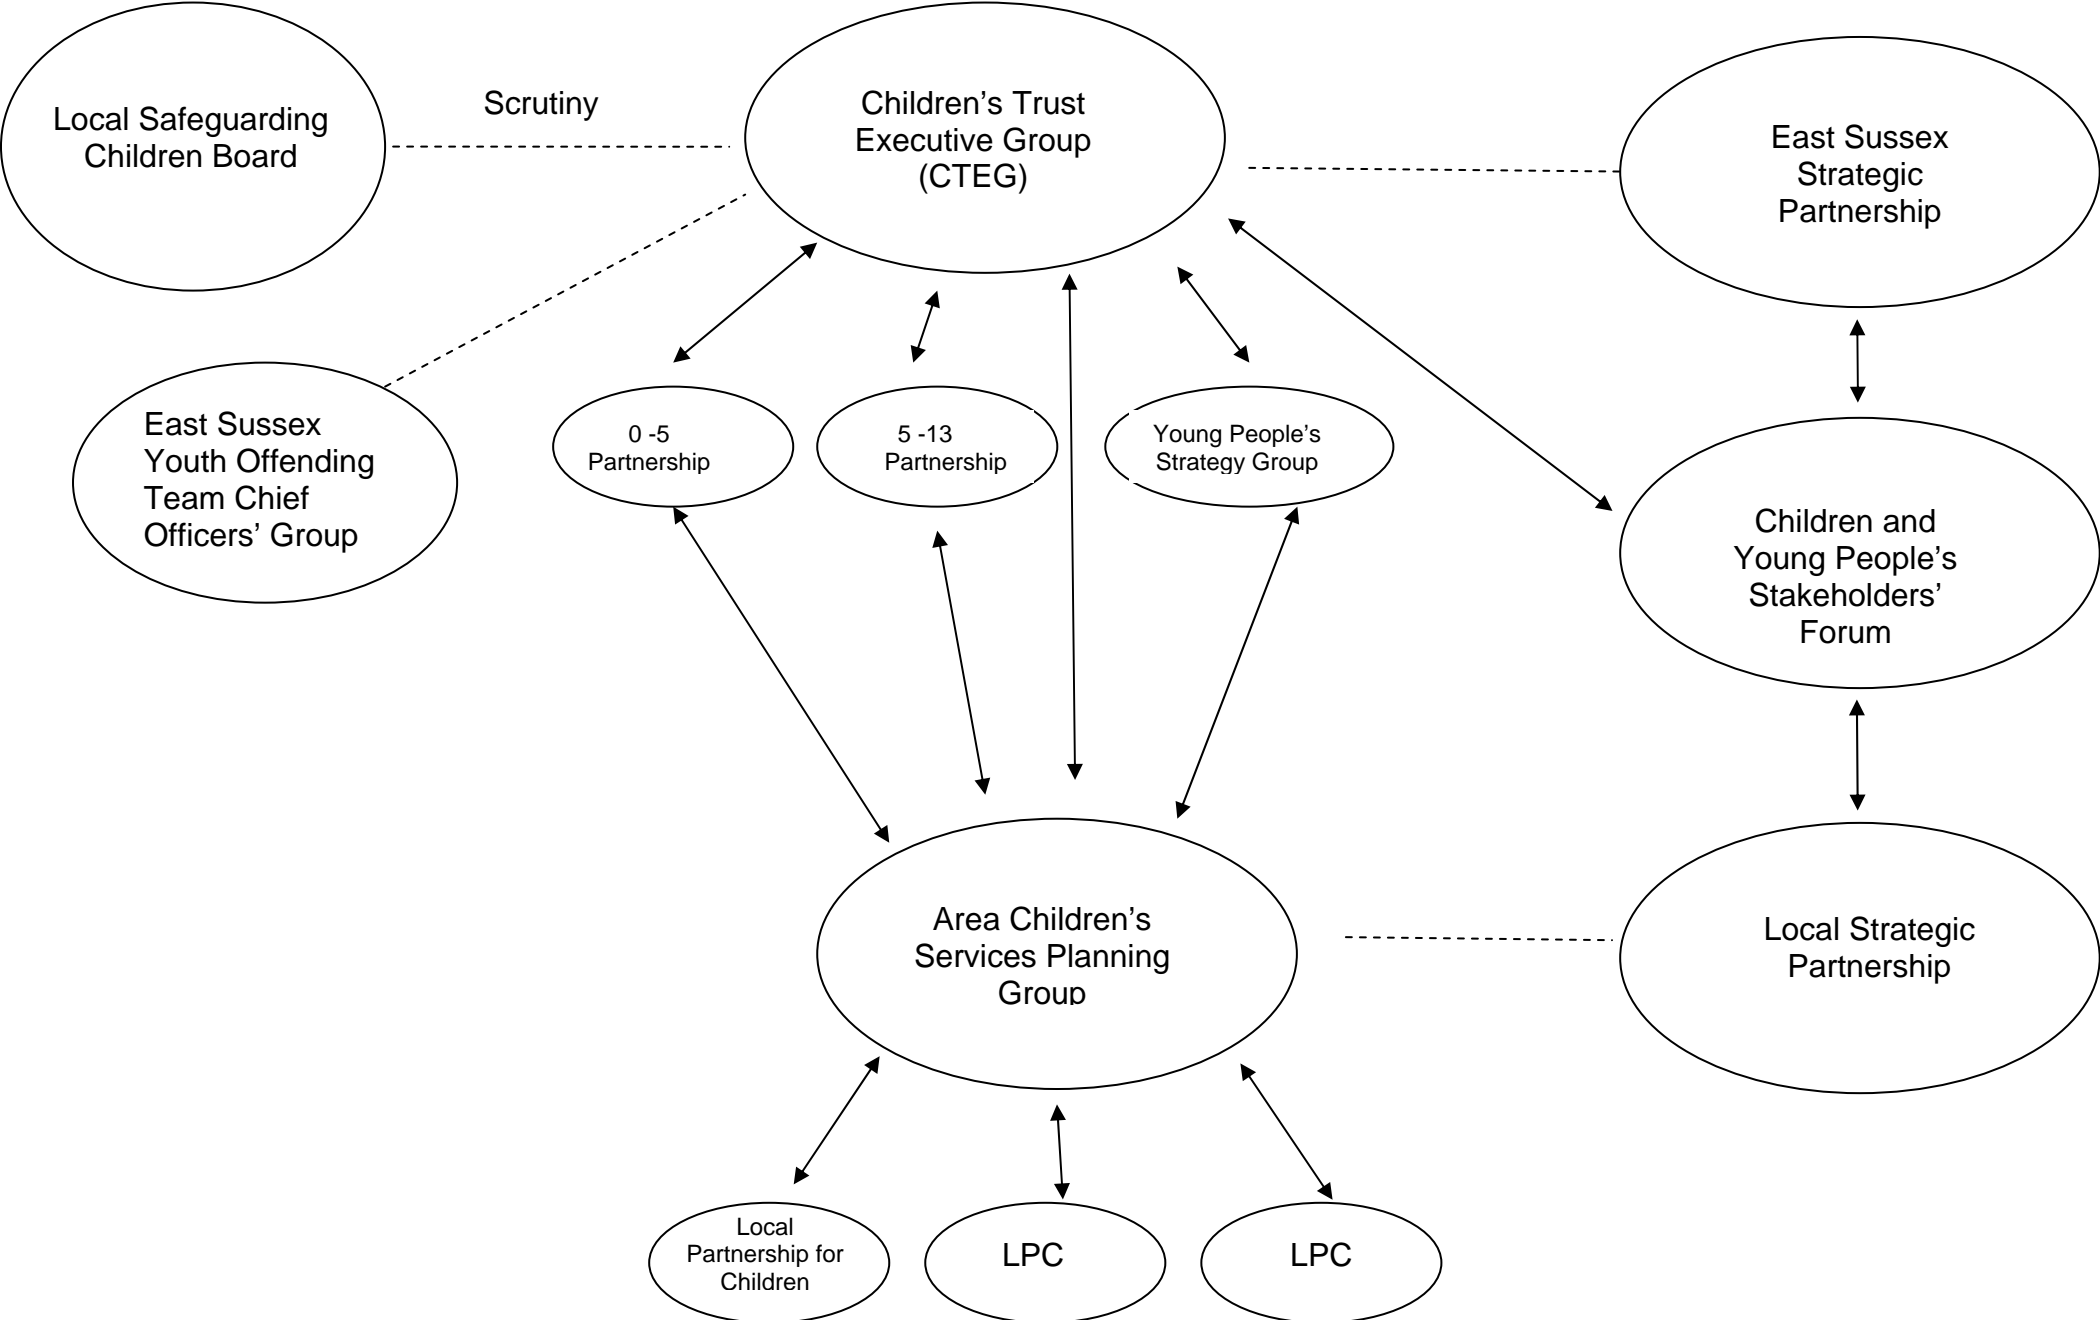 Local Safeguarding
Children Board
Scrutiny
Children’s Trust
Executive Group
(CTEG)
East Sussex
Strategic
Partnership
East Sussex
Youth Offending
Team Chief
Officers’ Group
0 -5
Partnership
5 -13
Partnership
Young People’s
Strategy Group
Children and
Young People’s
Stakeholders’
Forum
Area Children’s
Services Planning
Group
Local Strategic
Partnership
Local
Partnership for
Children
LPC
LPC